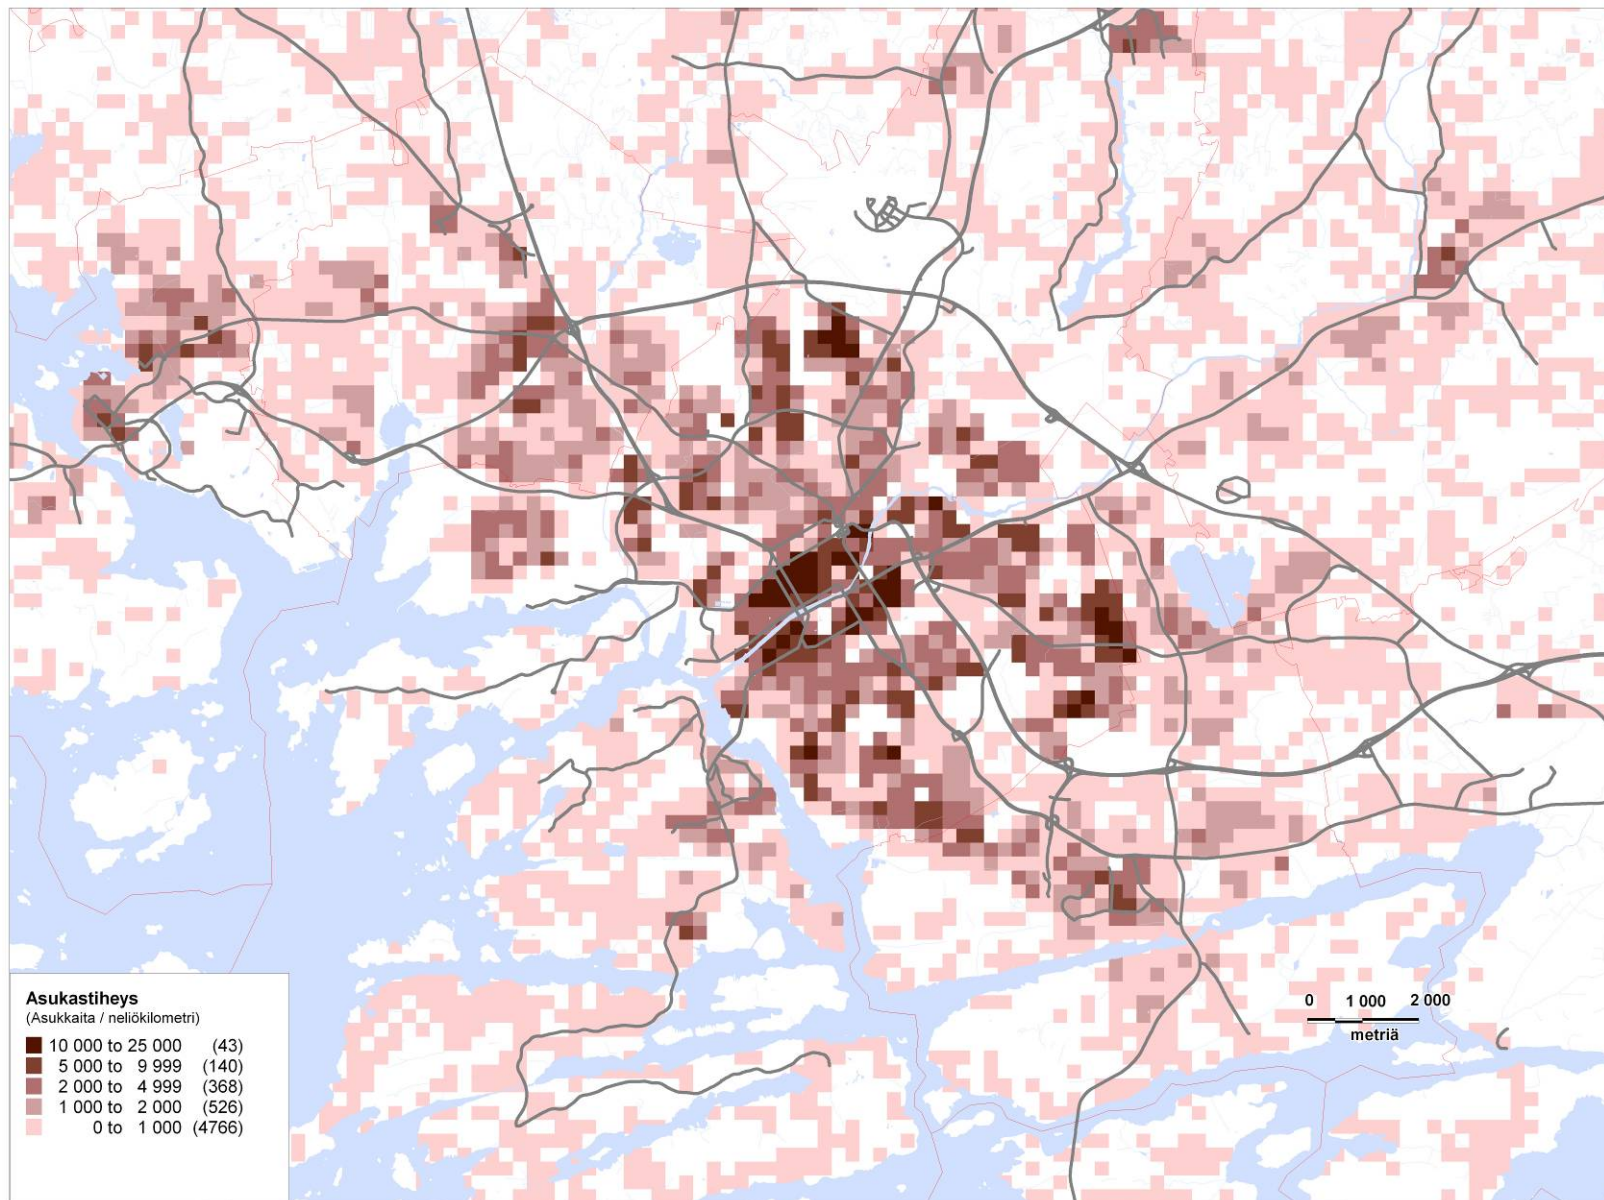 Asukastiheys
(Asukkaita / neliökilometri)
10 000 to 25 000 (43)
5 000 to 9 999 (140)
2 000 to 4 999 (368)
1 000 to 2 000 (526)
0 to 1 000 (4766)
0 1 000 2 000
metriä